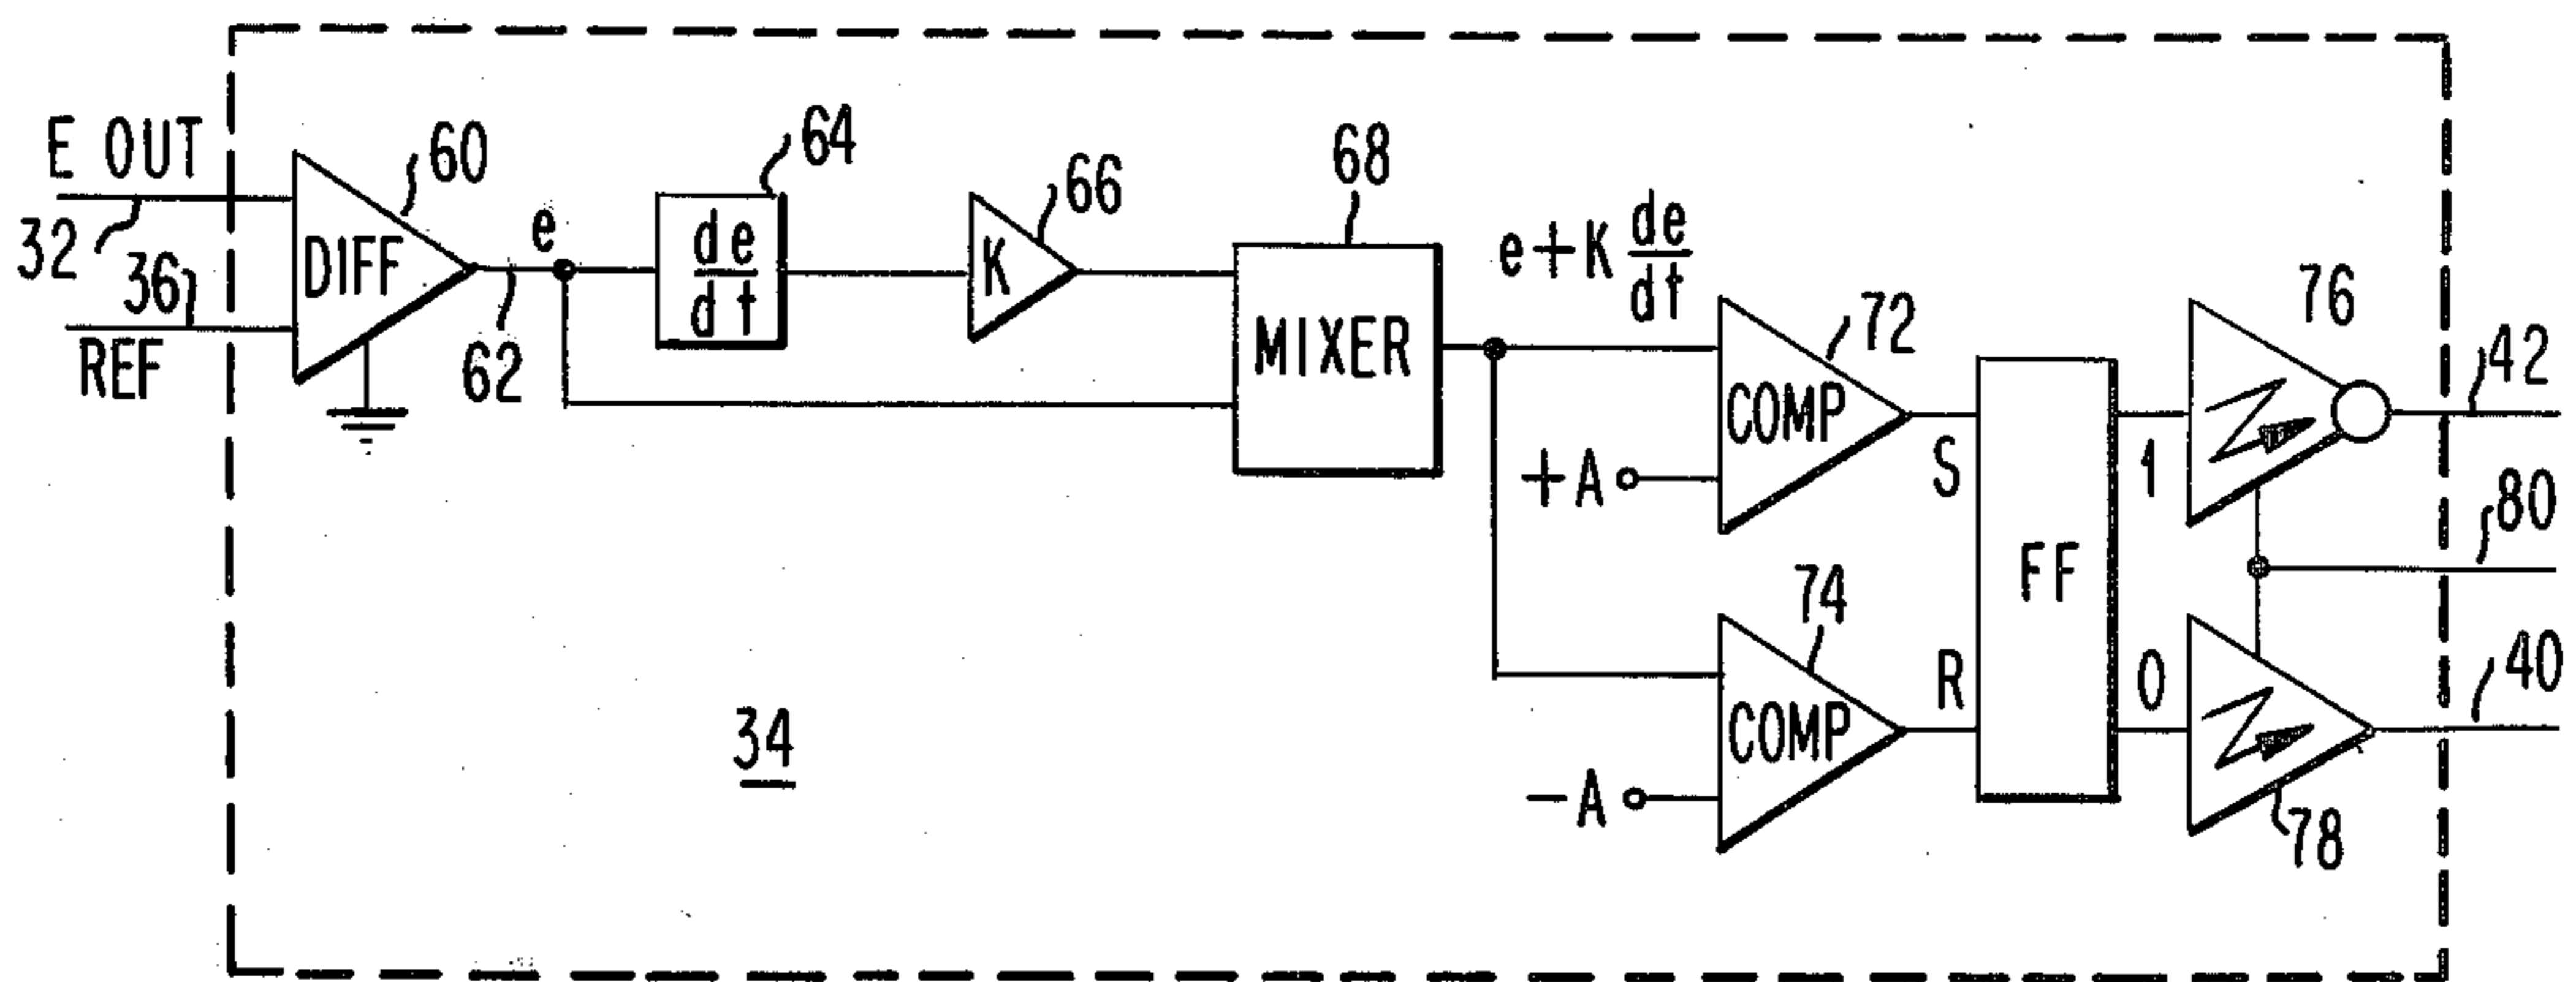 E OUT
32
36
REF
DIFF
60
e
62
de
dt
64
K
66
68
MIXER
e+K de
dt
+A
-A
COMP
72
COMP
74
S
R
FF
1
0
76
78
42
80
40
34